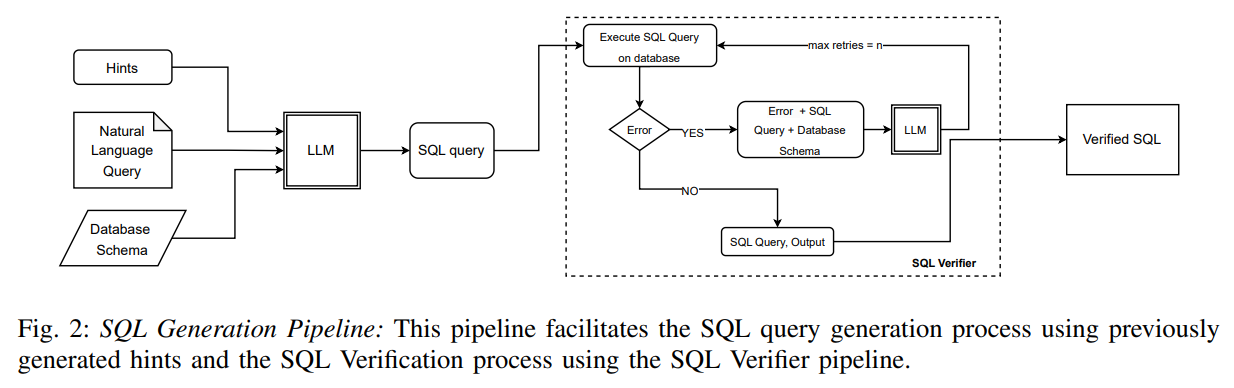 Hints
Natural
Language
Query
Database
Schema
LLM
SQL query
Execute SQL Query
on database
max retries = n
Error
YES
Error + SQL
Query + Database
Schema
LLM
NO
SQL Query, Output
SQL Verifier
Verified SQL
Fig. 2: SQL Generation Pipeline: This pipeline facilitates the SQL query generation process using previously
generated hints and the SQL Verification process using the SQL Verifier pipeline.